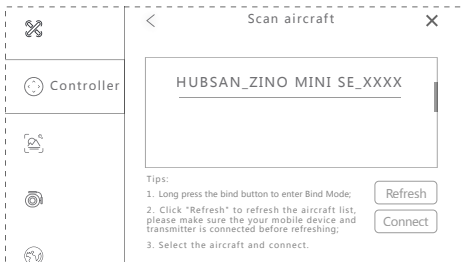 Scan aircraft
Controller
HUBSAN_ZINO MINI SE_XXXX
Tips:
1. Long press the bind button to enter Bind Mode;
2. Click "Refresh" to refresh the aircraft list,
please make sure the your mobile device and
transmitter is connected before refreshing;
3. Select the aircraft and connect.
Refresh
Connect